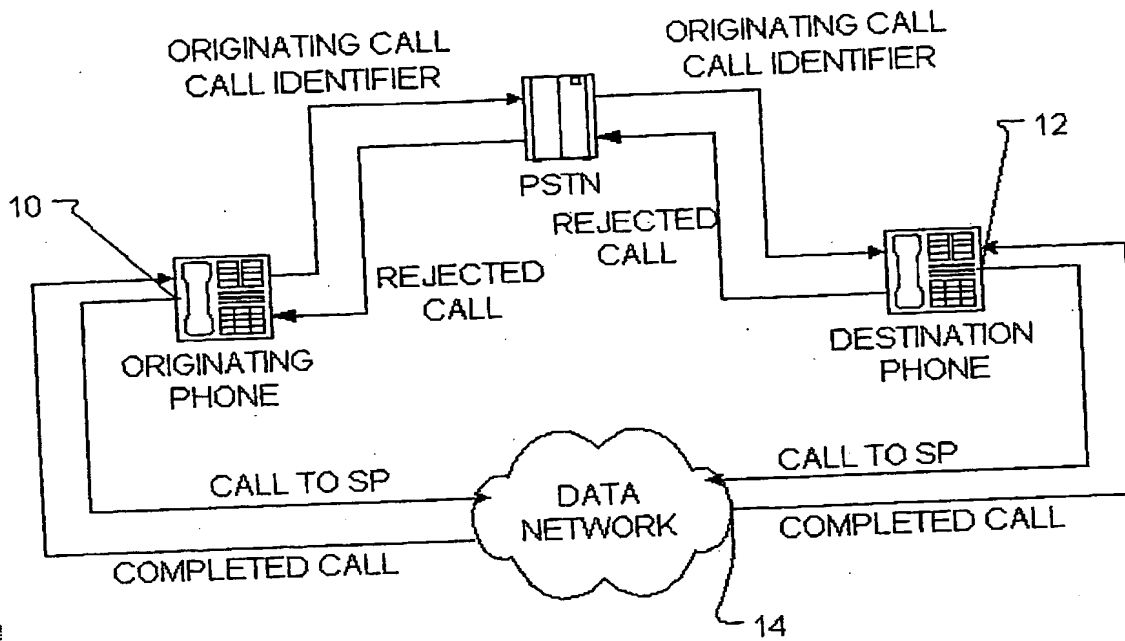 ORIGINATING CALL
CALL IDENTIFIER
ORIGINATING CALL
CALL IDENTIFIER
12
PSTN
10
REJECTED
CALL
REJECTED
CALL
ORIGINATING
PHONE
DESTINATION
PHONE
CALL TO SP
DATA
NETWORK
CALL TO SP
COMPLETED CALL
COMPLETED CALL
14